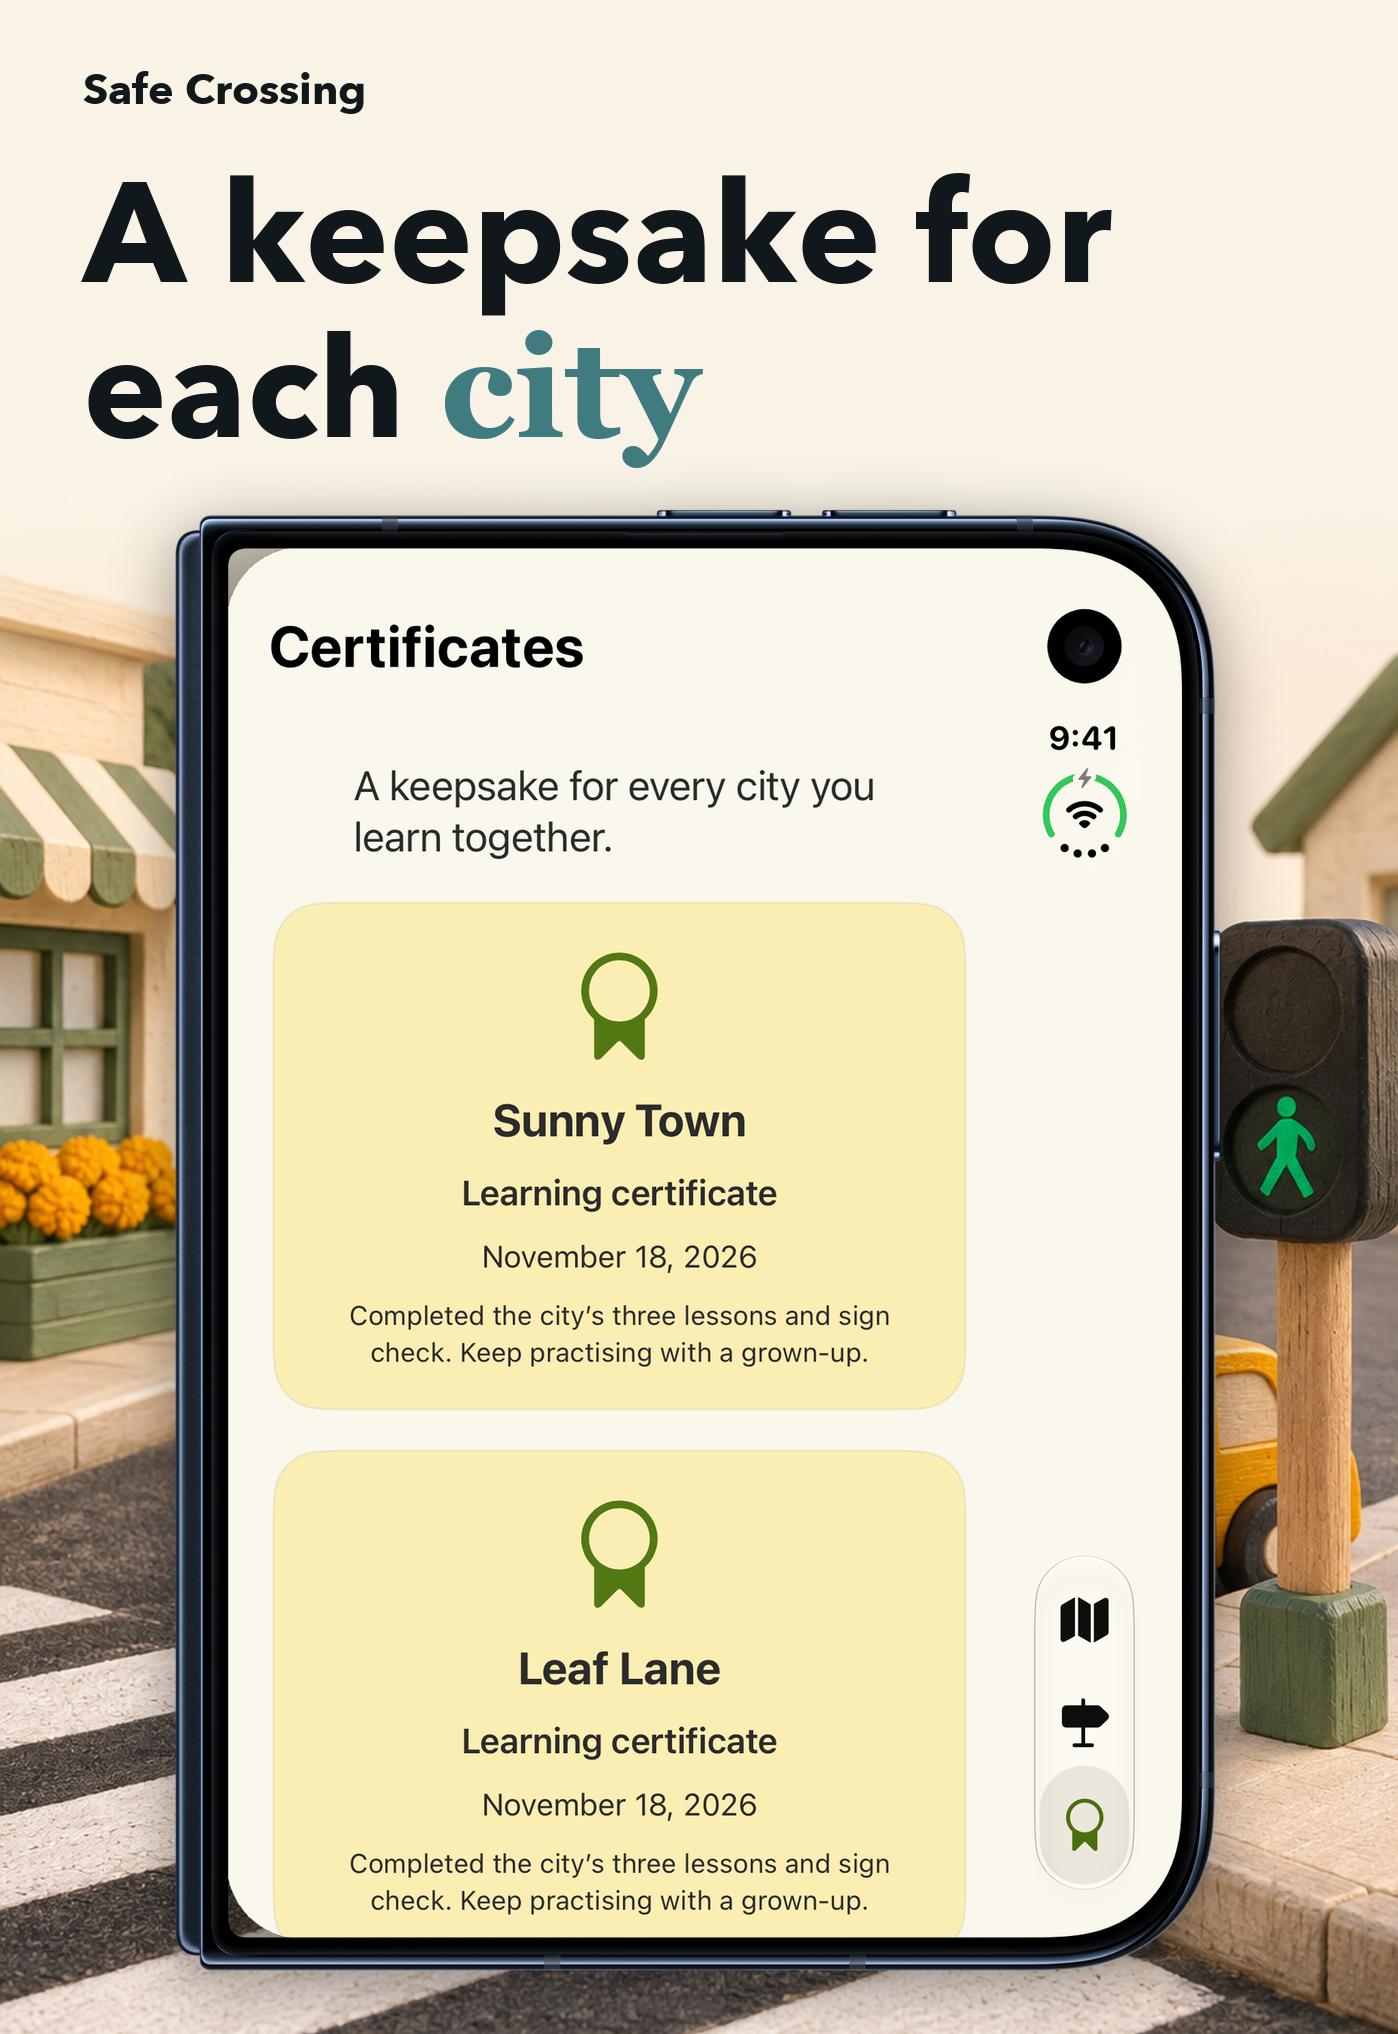 Safe Crossing
A keepsake for
each city
Certificates
9:41
A keepsake for every city you
learn together.
Sunny Town
Learning certificate
November 18, 2026
Completed the city’s three lessons and sign
check. Keep practising with a grown-up.
Leaf Lane
Learning certificate
November 18, 2026
Completed the city’s three lessons and sign
check. Keep practising with a grown-up.